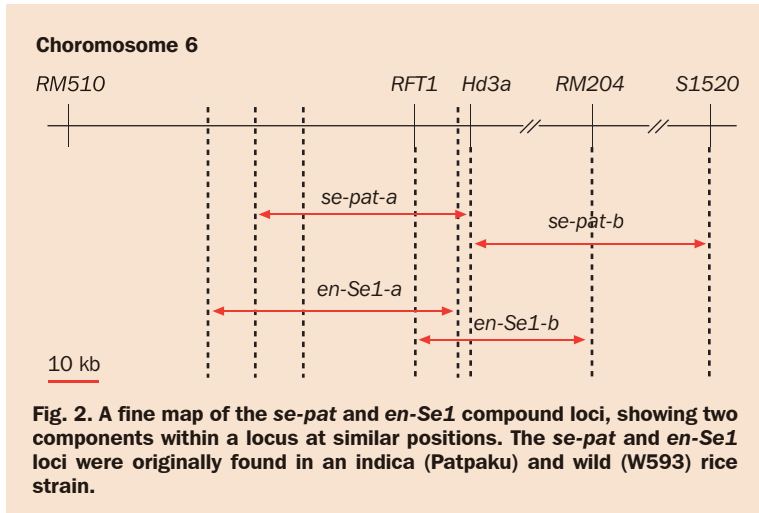 Choromosome 6
RM510 RFT1 Hd3a RM204 S1520
se-pat-a
se-pat-b
en-Se1-a
en-Se1-b
10 kb
Fig. 2. A fine map of the se-pat and en-Se1 compound loci, showing two
components within a locus at similar positions. The se-pat and en-Se1
loci were originally found in an indica (Patpaku) and wild (W593) rice
strain.